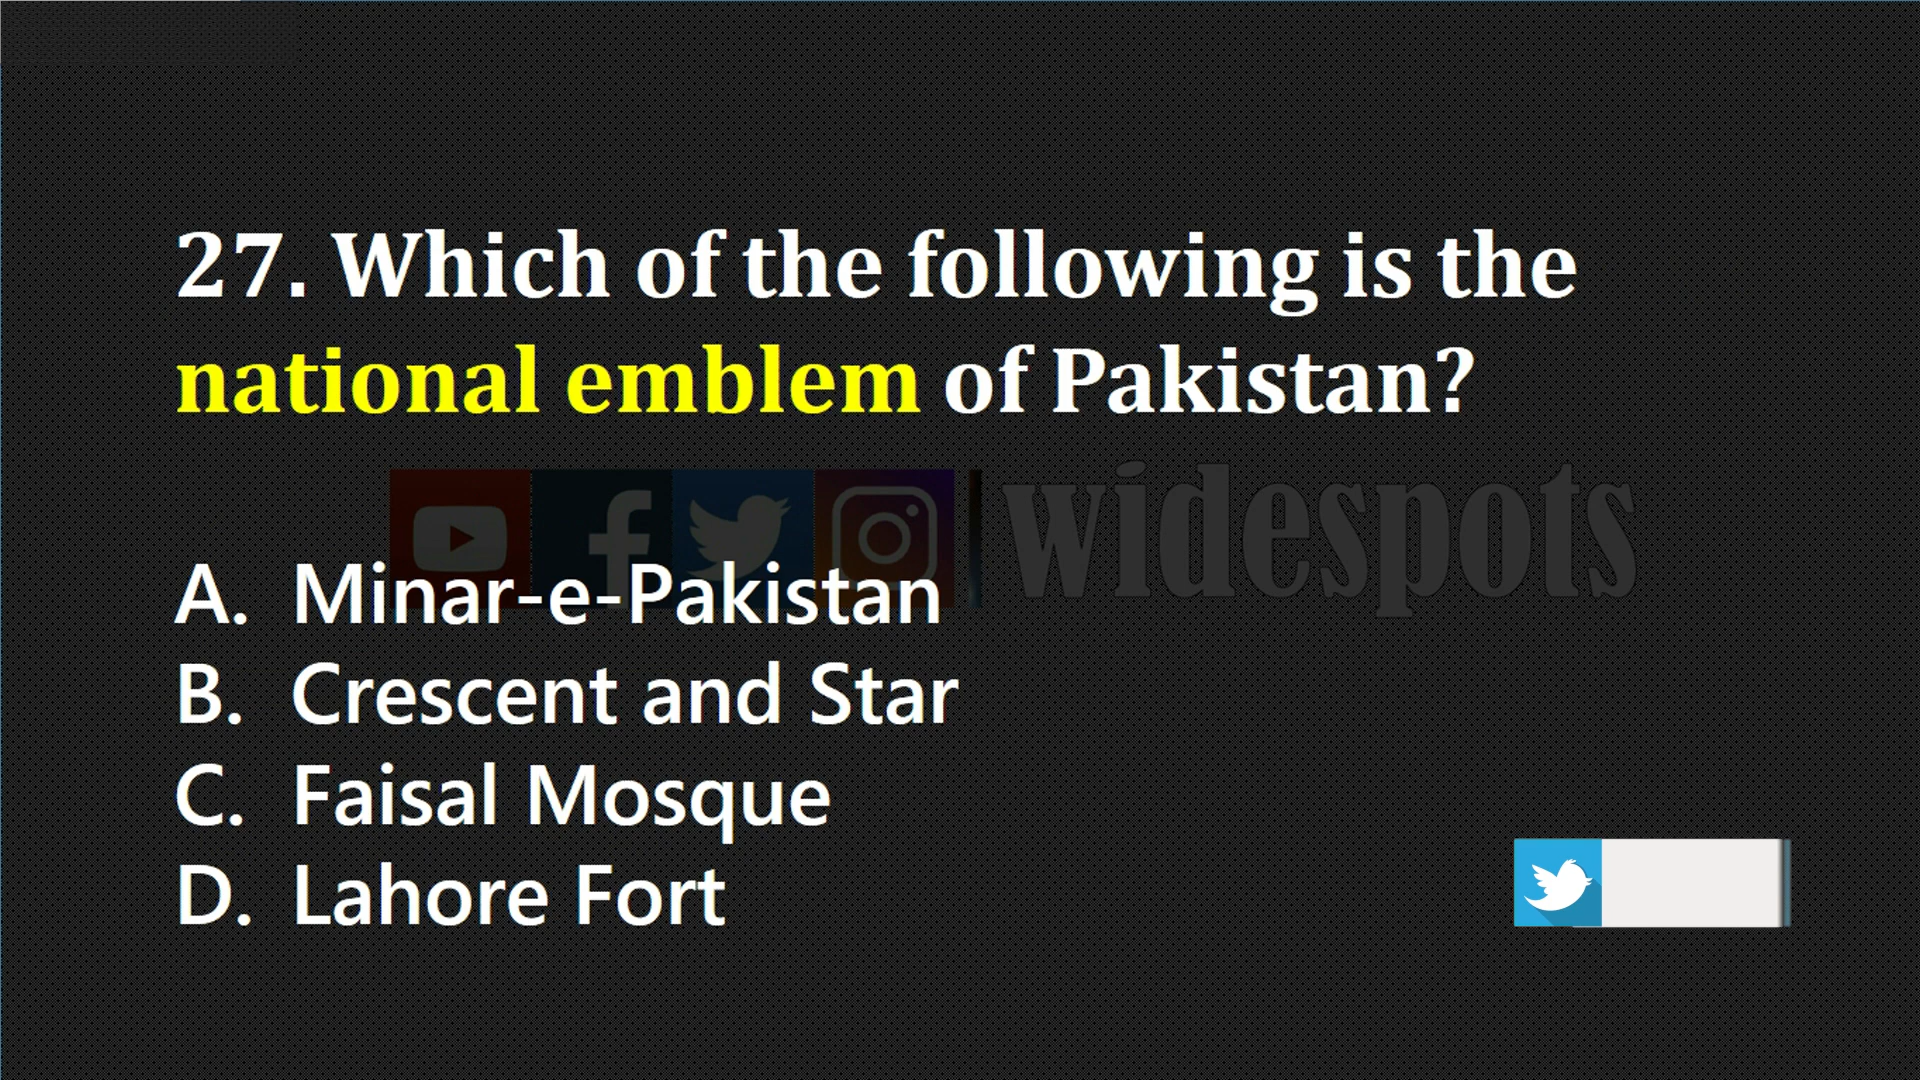 27. Which of the following is the
national emblem of Pakistan?
widespots
A. Minar-e-Pakistan
B. Crescent and Star
C. Faisal Mosque
D. Lahore Fort